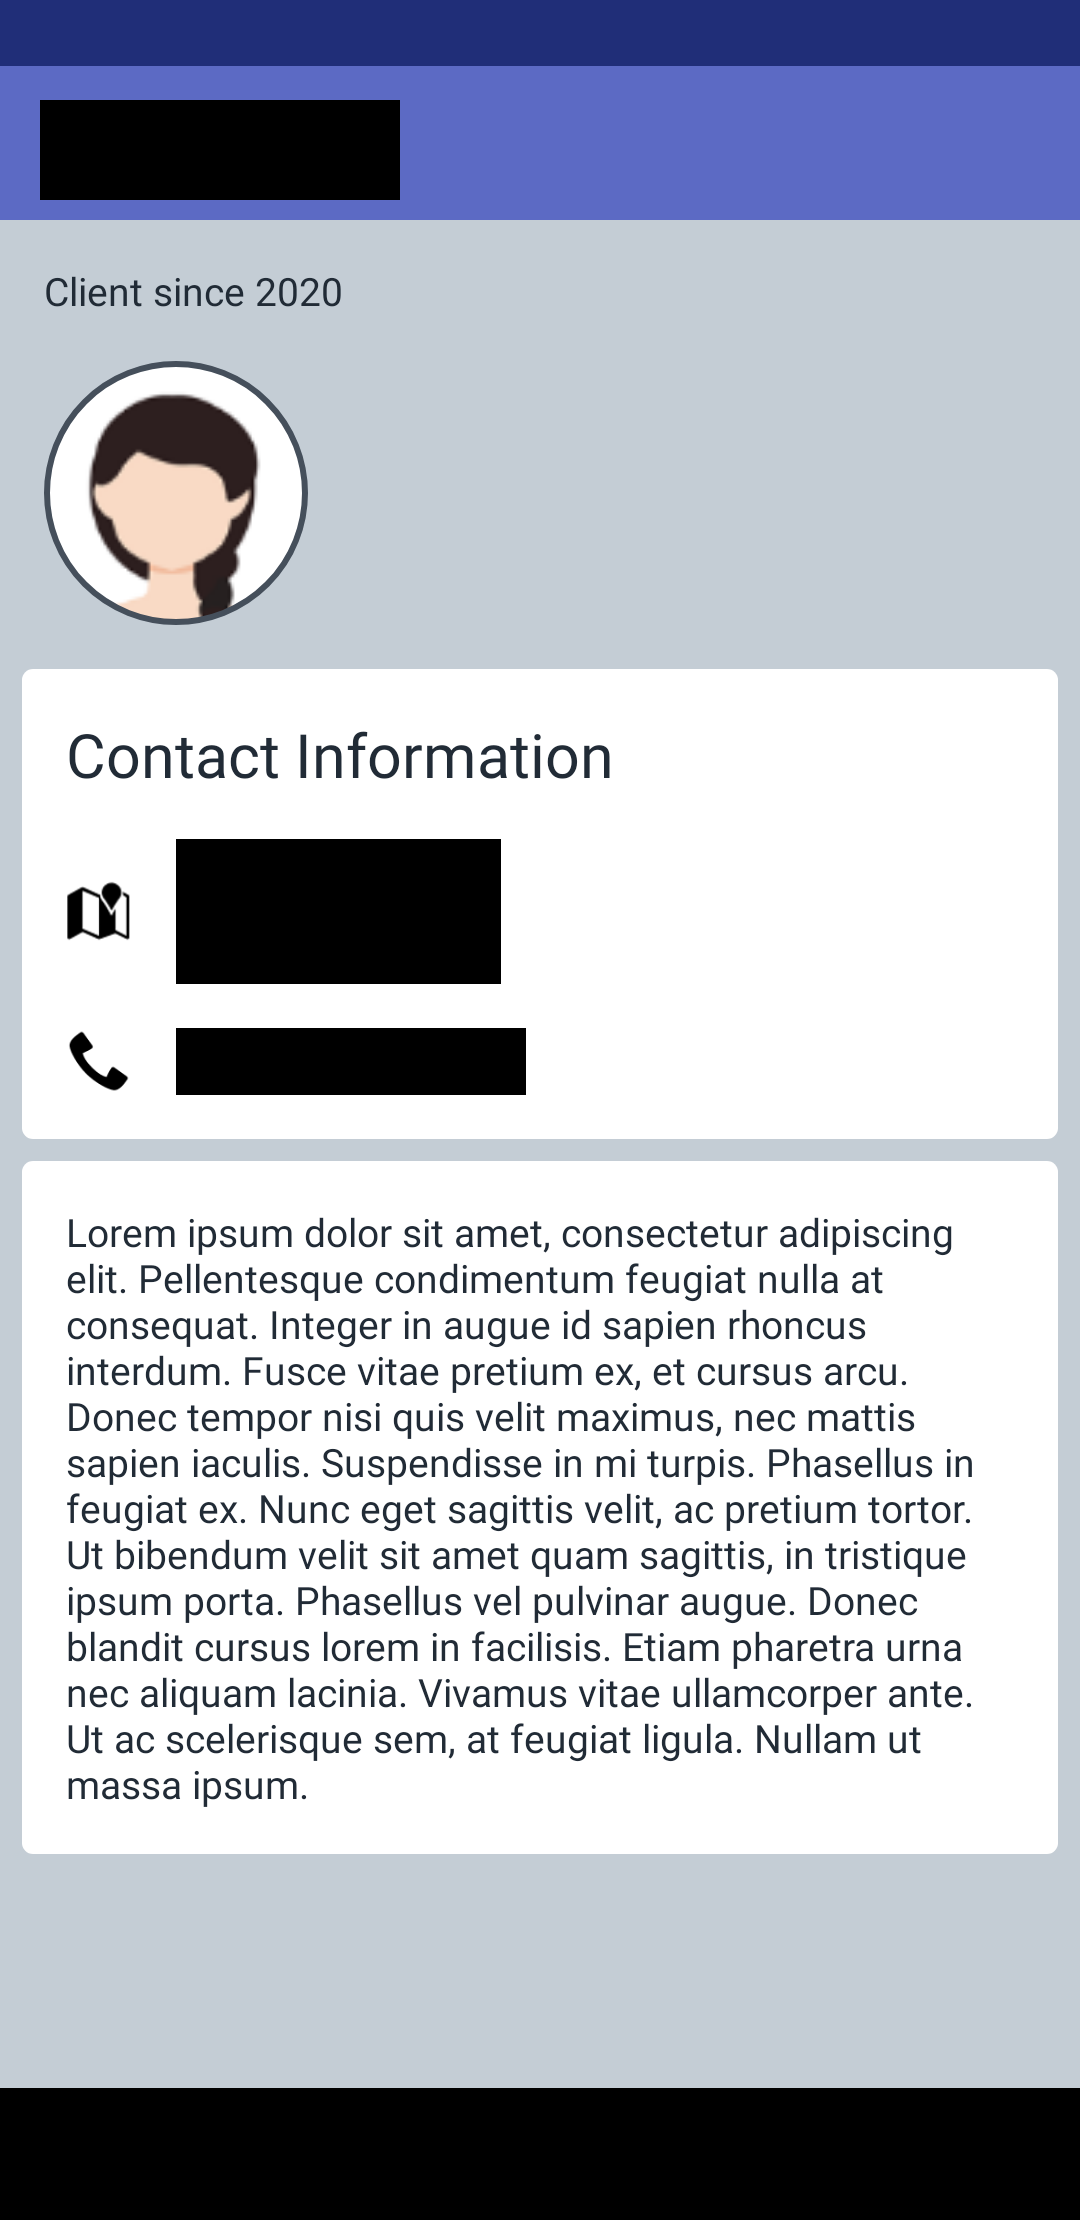 Client since 2020
Contact Information
Lorem ipsum dolor sit amet, consectetur adipiscing
elit. Pellentesque condimentum feugiat nulla at
consequat. Integer in augue id sapien rhoncus
interdum. Fusce vitae pretium ex, et cursus arcu.
Donec tempor nisi quis velit maximus, nec mattis
sapien iaculis. Suspendisse in mi turpis. Phasellus in
feugiat ex. Nunc eget sagittis velit, ac pretium tortor.
Ut bibendum velit sit amet quam sagittis, in tristique
ipsum porta. Phasellus vel pulvinar augue. Donec
blandit cursus lorem in facilisis. Etiam pharetra urna
nec aliquam lacinia. Vivamus vitae ullamcorper ante.
Ut ac scelerisque sem, at feugiat ligula. Nullam ut
massa ipsum.